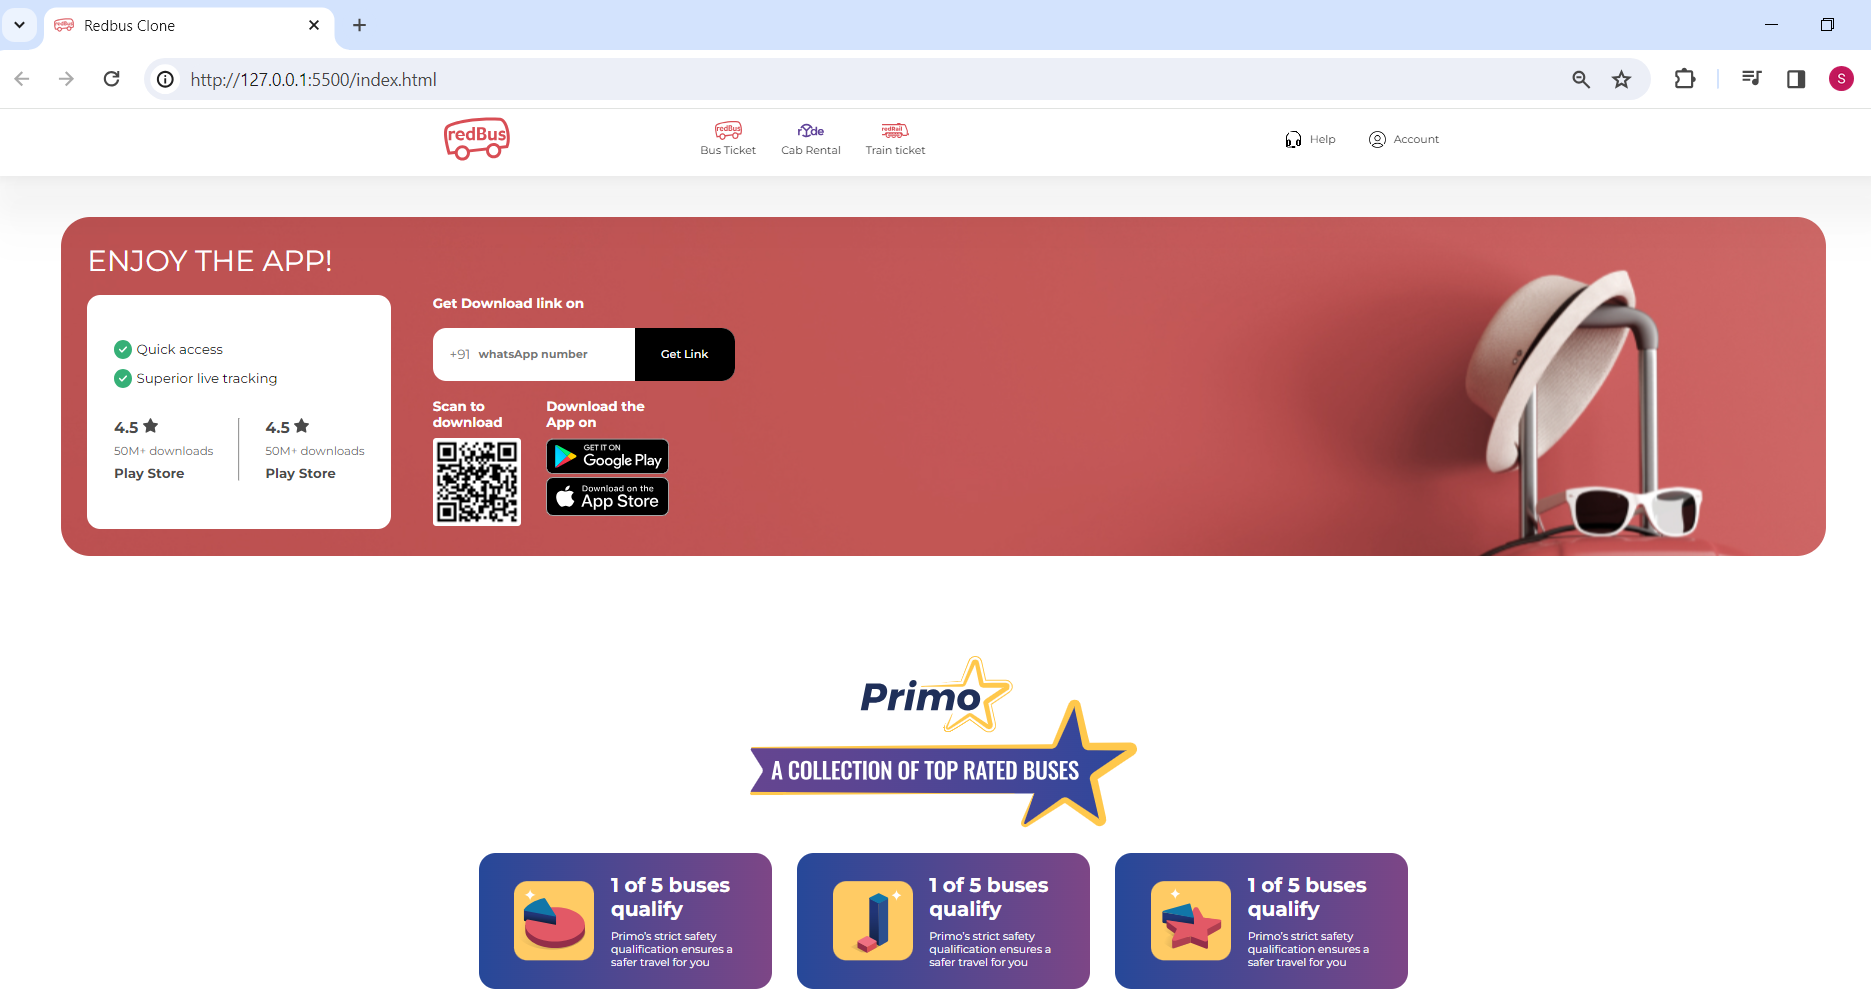 Redbus Clone
http://127.0.0.1:5500/index.html
S
redBus
redBus
Bus Ticket
rYde
Cab Rental
redRail
Train ticket
Help
Account
ENJOY THE APP!
Quick access
Superior live tracking
4.5
50M+ downloads
Play Store
4.5
50M+ downloads
Play Store
Get Download link on
+91 whatsApp number
Get Link
Scan to
download
Download the
App on
GET IT ON
Google Play
Download on the
App Store
Primo
A COLLECTION OF TOP RATED BUSES
1 of 5 buses
qualify
Primo's strict safety
qualification ensures a
safer travel for you
1 of 5 buses
qualify
Primo's strict safety
qualification ensures a
safer travel for you
1 of 5 buses
qualify
Primo's strict safety
qualification ensures a
safer travel for you